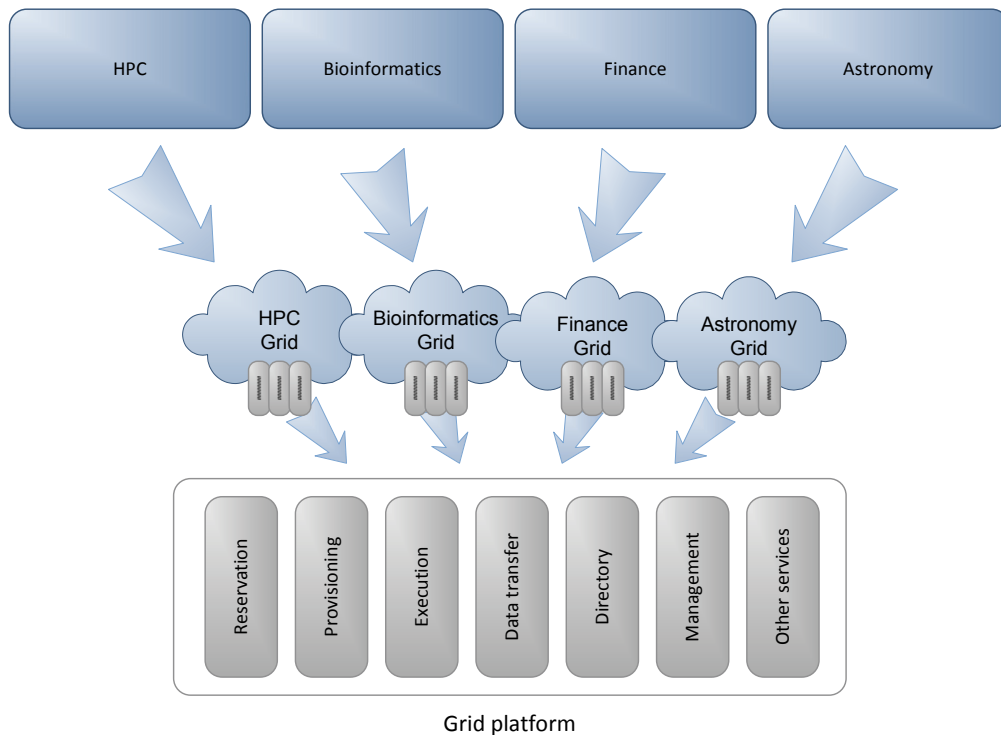 HPC
Bioinformatics
Finance
Astronomy
HPC
Grid
Bioinformatics
Grid
Finance
Grid
Astronomy
Grid
Reservation
Provisioning
Execution
Data transfer
Directory
Management
Other services
Grid platform